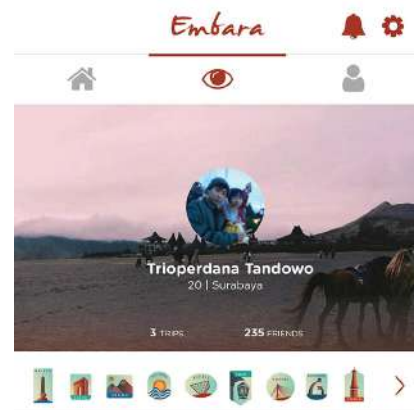 Embara
Trioperdana Tandowo
20 | Surabaya
3 TRIPS 235 FRIENDS